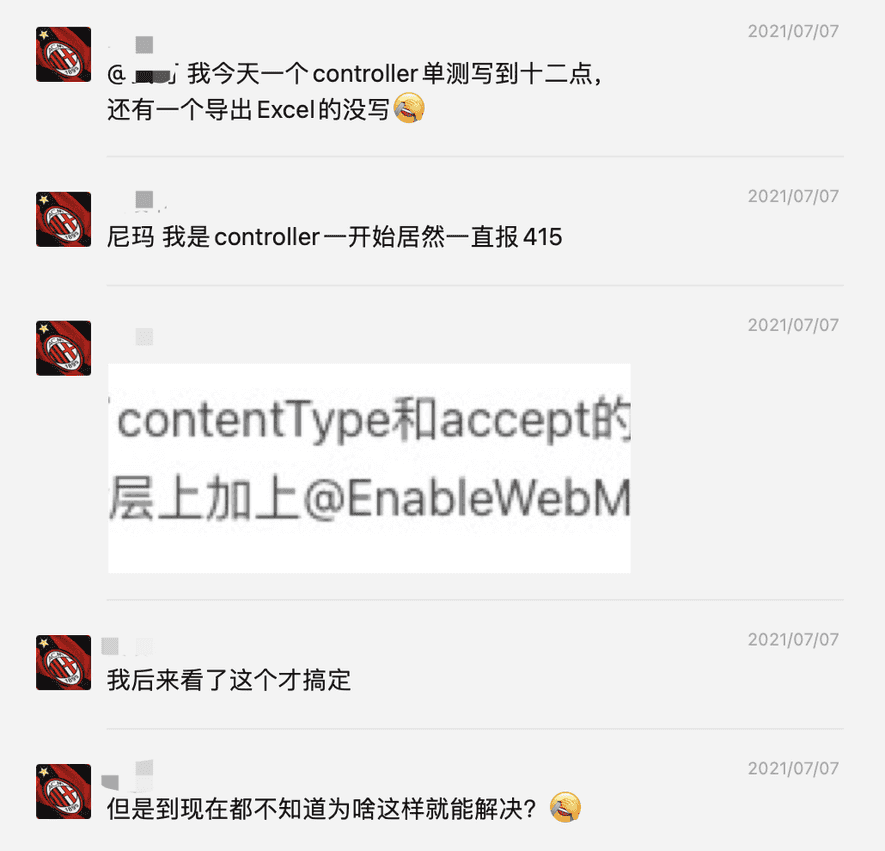 2021/07/07
@ 我今天一个controller单测写到十二点，
还有一个导出Excel的没写
2021/07/07
尼玛 我是controller一开始居然一直报415
2021/07/07
contentType和accept的
层上加上@EnableWebM
2021/07/07
我后来看了这个才搞定
2021/07/07
但是到现在都不知道为啥这样就能解决？